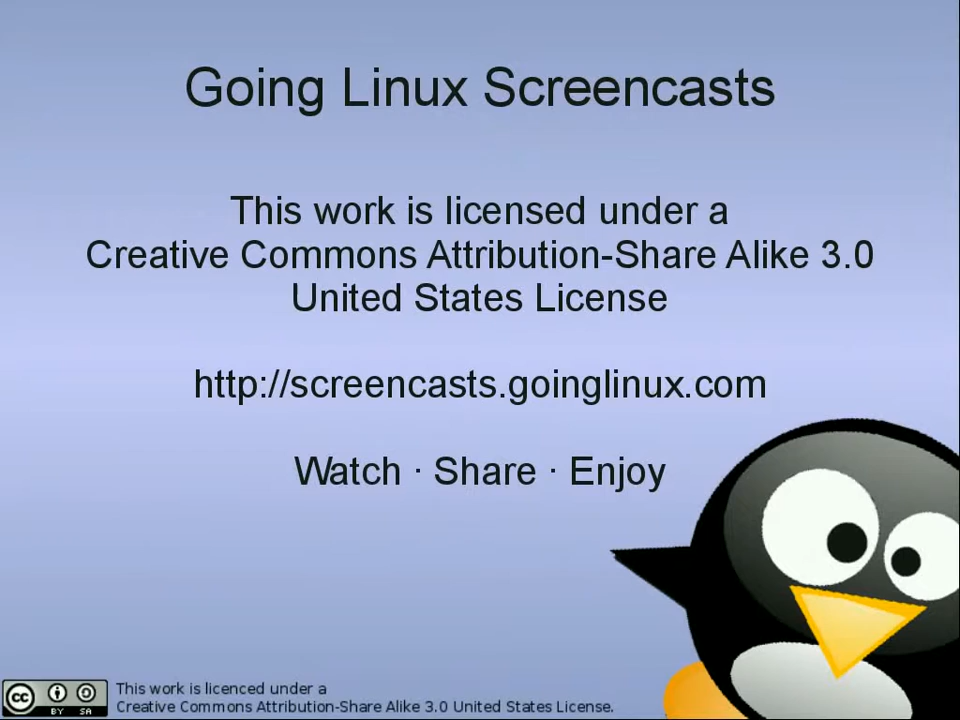 Going Linux Screencasts
This work is licensed under a
Creative Commons Attribution-Share Alike 3.0
United States License
http://screencasts.goinglinux.com
Watch · Share · Enjoy
cc BY SA
This work is licenced under a
Creative Commons Attribution-Share Alike 3.0 United States License.